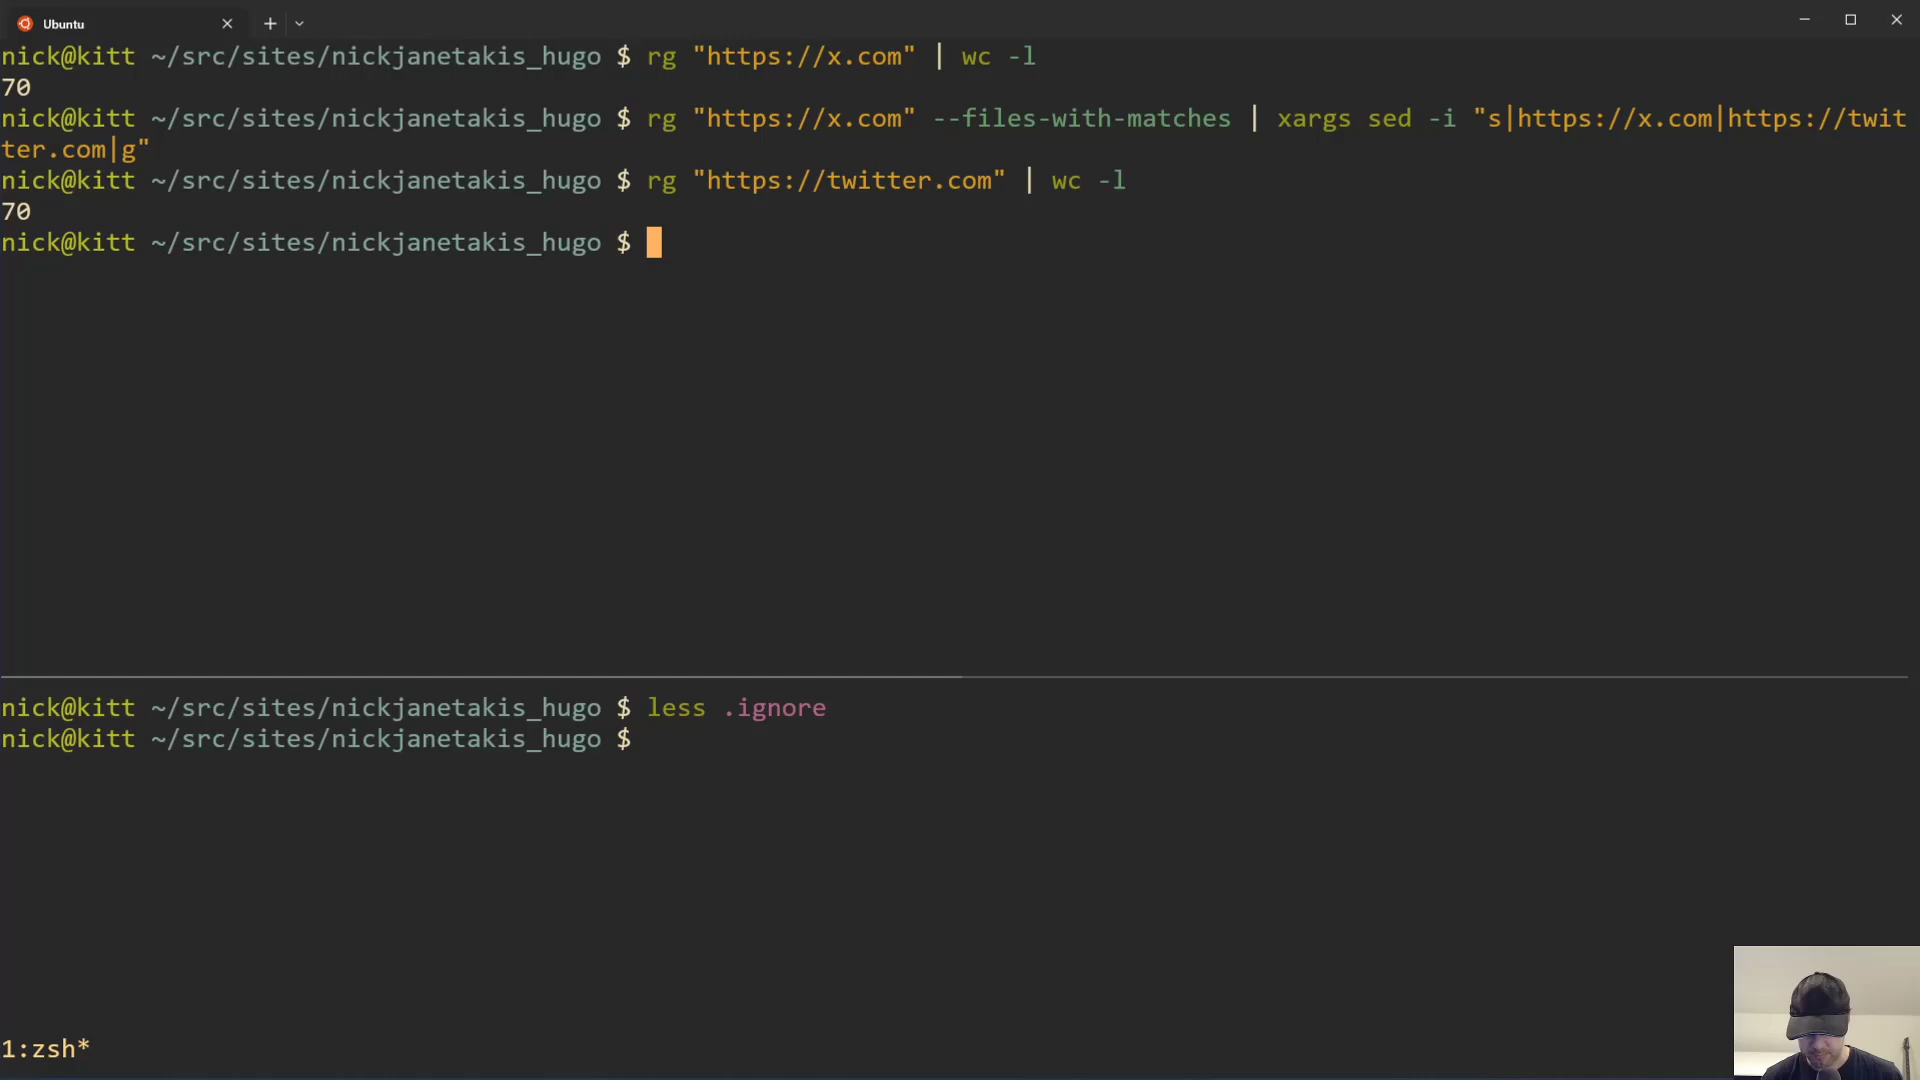 Ubuntu
nick@kitt ~/src/sites/nickjanetakis_hugo $ rg "https://x.com" | wc -l
70
nick@kitt ~/src/sites/nickjanetakis_hugo $ rg "https://x.com" --files-with-matches | xargs sed -i "s|https://x.com|https://twit
ter.com|g"
nick@kitt ~/src/sites/nickjanetakis_hugo $ rg "https://twitter.com" | wc -l
70
nick@kitt ~/src/sites/nickjanetakis_hugo $
nick@kitt ~/src/sites/nickjanetakis_hugo $ less .ignore
nick@kitt ~/src/sites/nickjanetakis_hugo $
1:zsh*